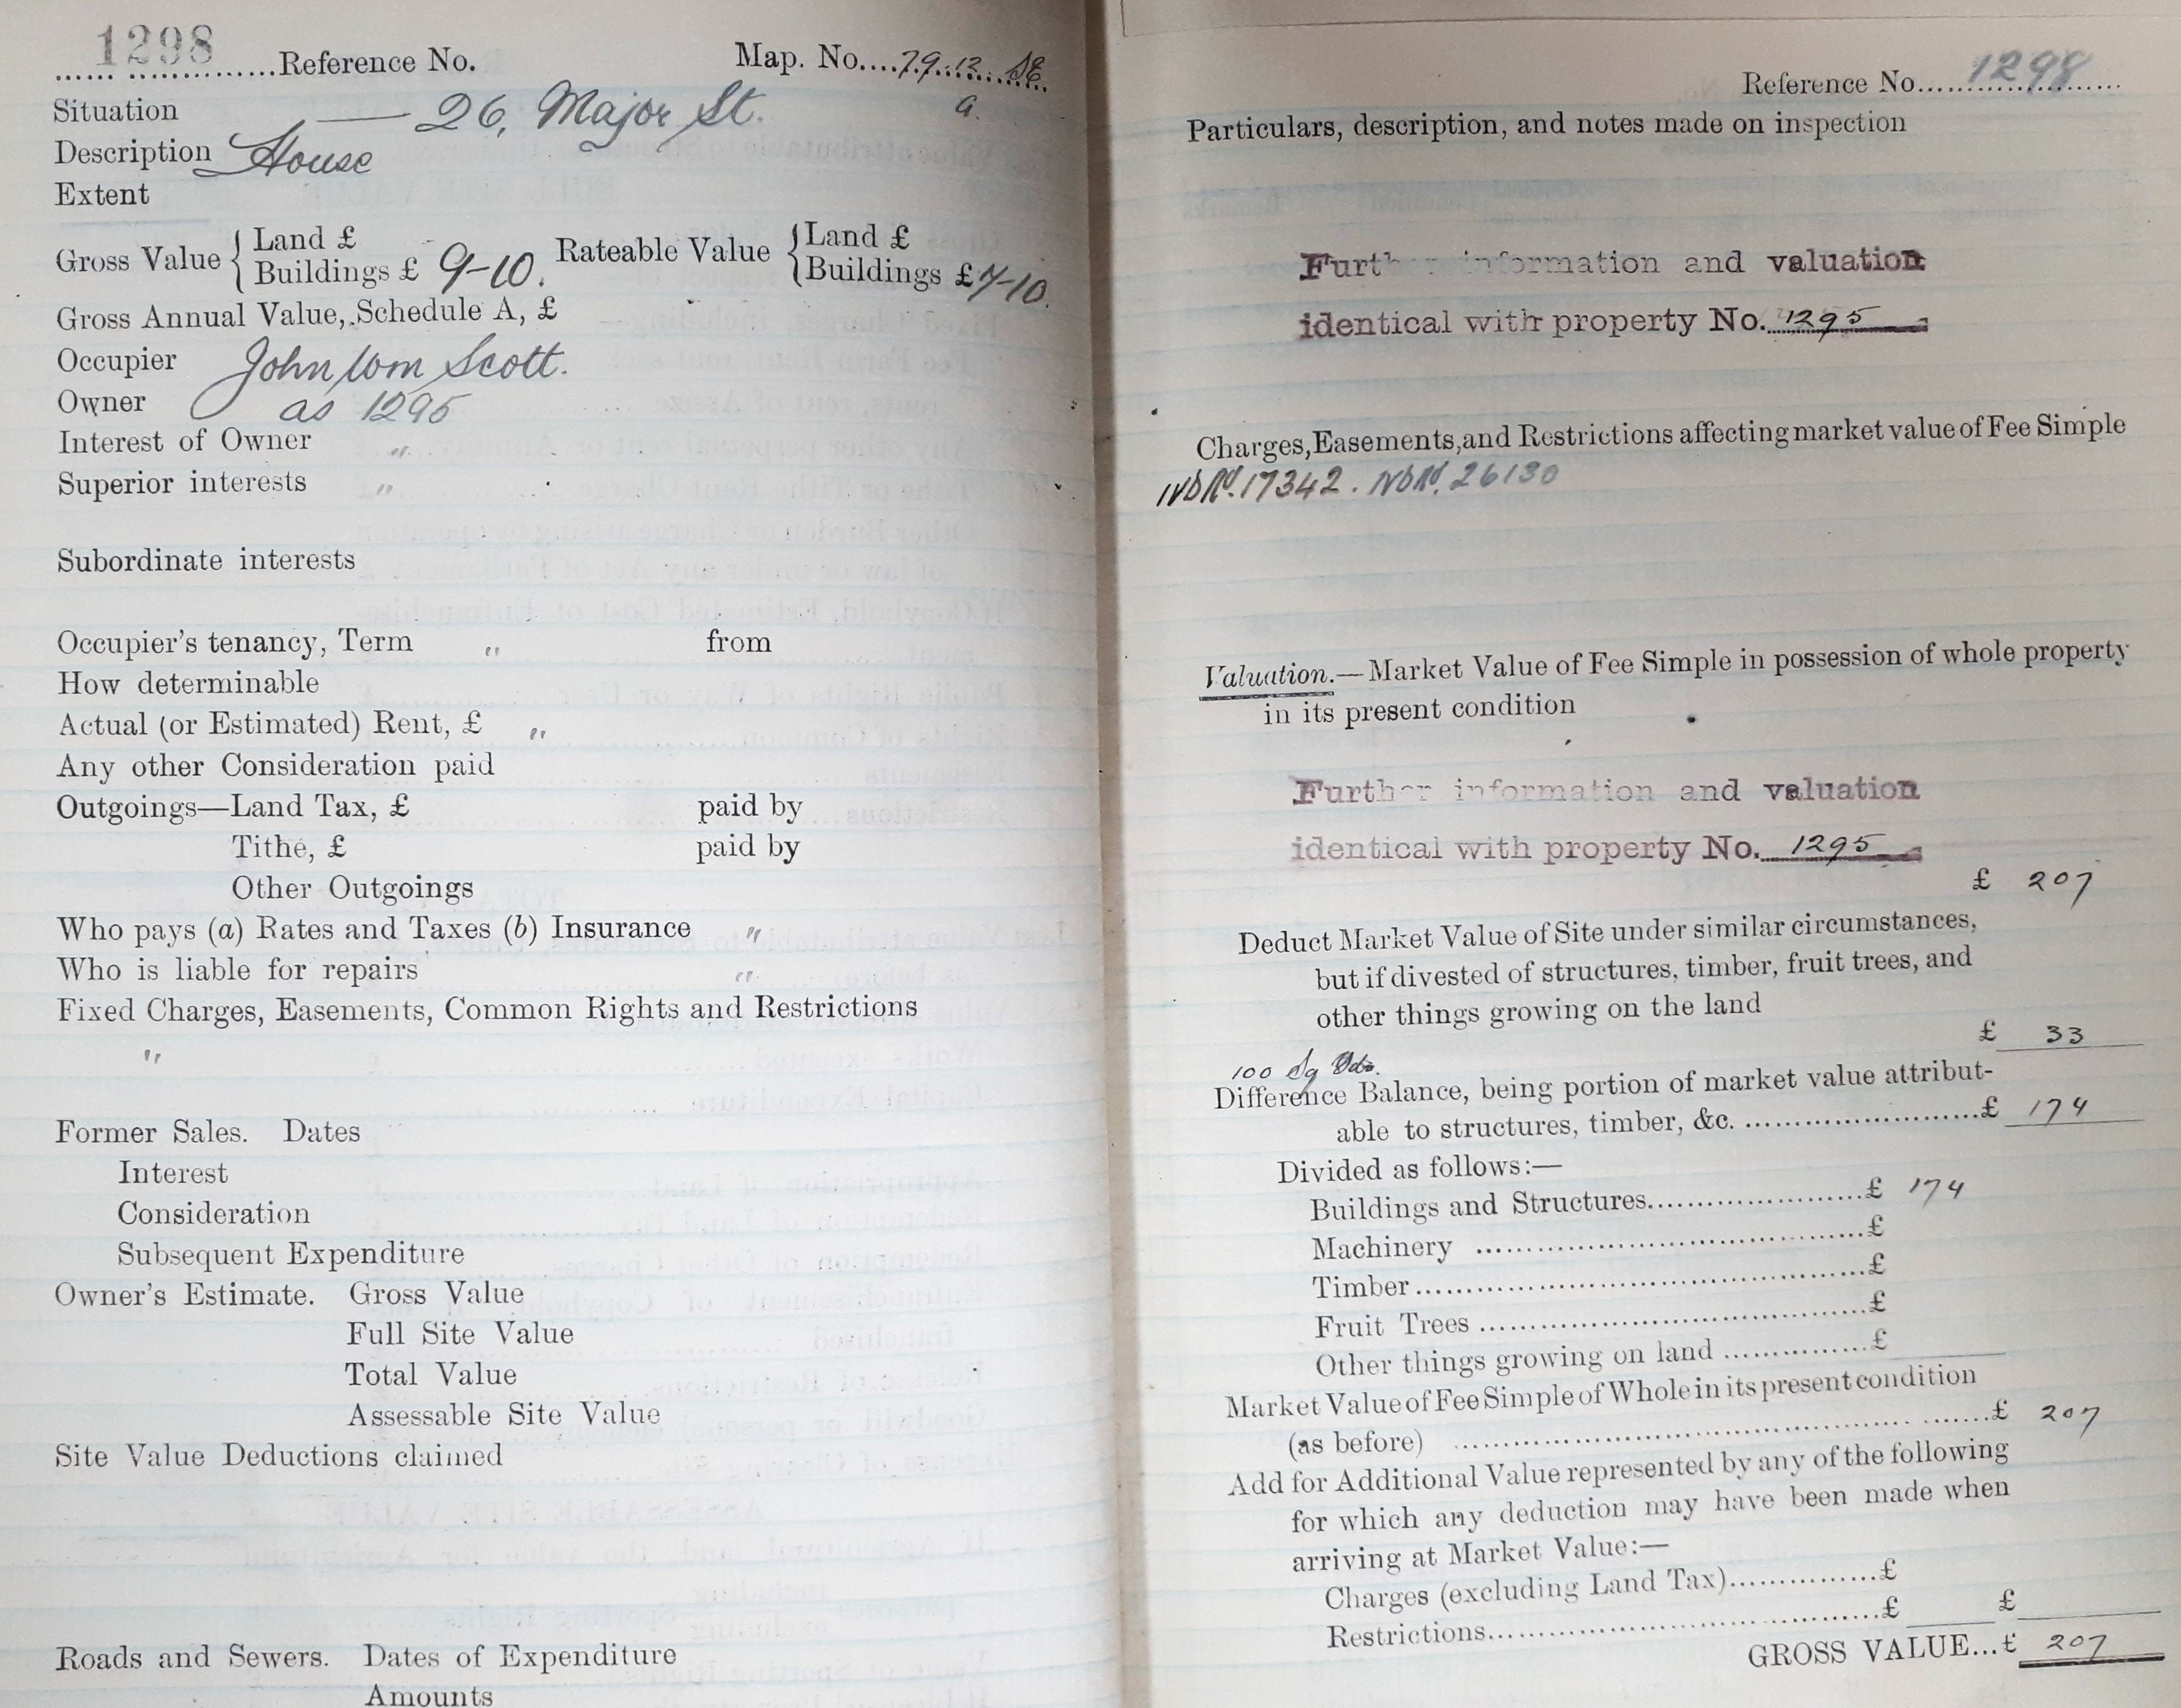 1298 Reference No. Map. No. 79.12. SE
a.
Situation — 26, Major St.
Description House
Extent
Gross Value { Land £
Buildings £ 9-10. Rateable Value { Land £
Buildings £ 7-10.
Gross Annual Value, Schedule A, £
Occupier John Wm Scott.
Owner as 1295
Interest of Owner "
Superior interests "
Subordinate interests
Occupier's tenancy, Term " from
How determinable
Actual (or Estimated) Rent, £ "
Any other Consideration paid
Outgoings—Land Tax, £ paid by
Tithe, £ paid by
Other Outgoings
Who pays (a) Rates and Taxes (b) Insurance "
Who is liable for repairs "
Fixed Charges, Easements, Common Rights and Restrictions
"
Former Sales. Dates
Interest
Consideration
Subsequent Expenditure
Owner's Estimate. Gross Value
Full Site Value
Total Value
Assessable Site Value
Site Value Deductions claimed
Roads and Sewers. Dates of Expenditure
Amounts
Reference No. 1298
Particulars, description, and notes made on inspection
Further information and valuation
identical with property No. 1295
Charges, Easements, and Restrictions affecting market value of Fee Simple
17342. 26130
Valuation.—Market Value of Fee Simple in possession of whole property
in its present condition
Further information and valuation
identical with property No. 1295
£ 207
Deduct Market Value of Site under similar circumstances,
but if divested of structures, timber, fruit trees, and
other things growing on the land
£ 33
100 Sq Yds.
Difference Balance, being portion of market value attribut-
able to structures, timber, &c. £ 174
Divided as follows:—
Buildings and Structures £ 174
Machinery £
Timber £
Fruit Trees £
Other things growing on land £
Market Value of Fee Simple of Whole in its present condition
(as before) £ 207
Add for Additional Value represented by any of the following
for which any deduction may have been made when
arriving at Market Value:—
Charges (excluding Land Tax) £
Restrictions £ £
GROSS VALUE...£ 207